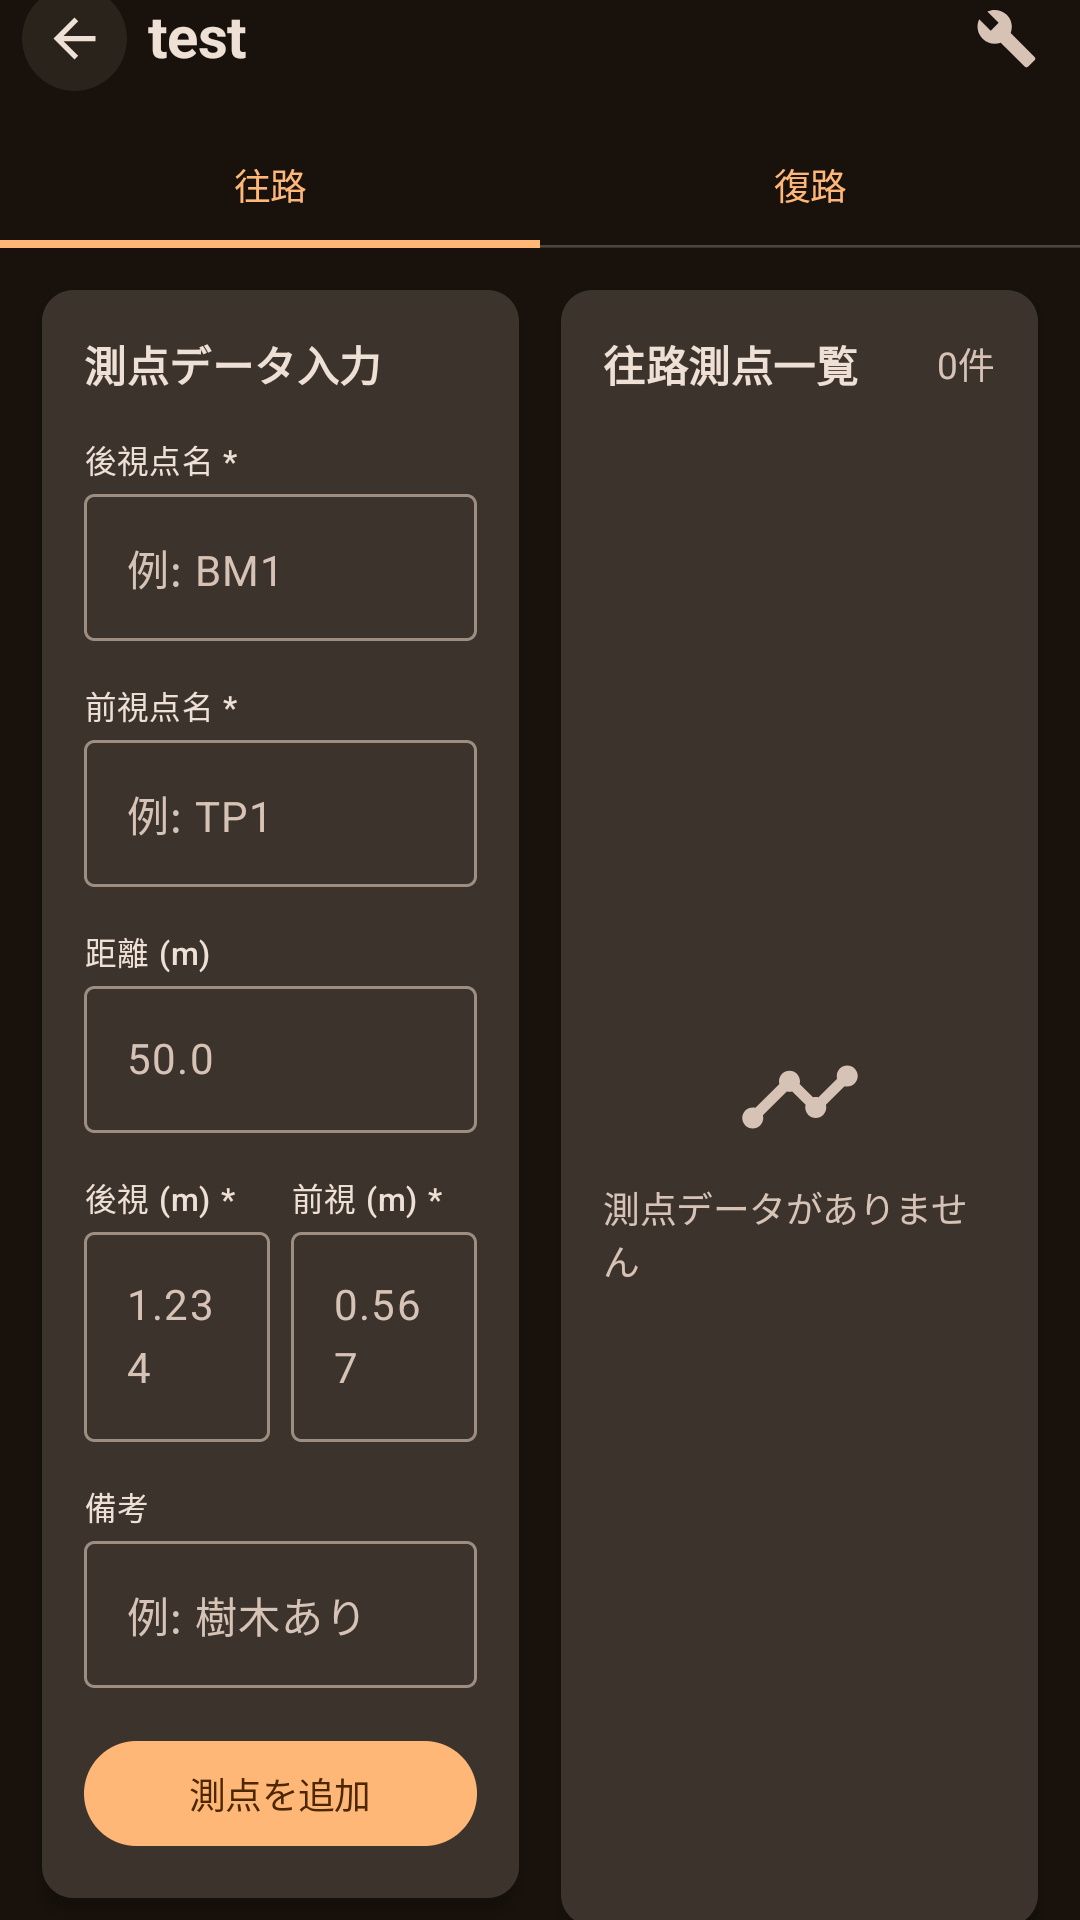 test
往路
復路
測点データ入力
後視点名 *
例: BM1
前視点名 *
例: TP1
距離 (m)
50.0
後視 (m) *
前視 (m) *
1.23
4
0.56
7
備考
例: 樹木あり
測点を追加
往路測点一覧
0件
測点データがありませ
ん